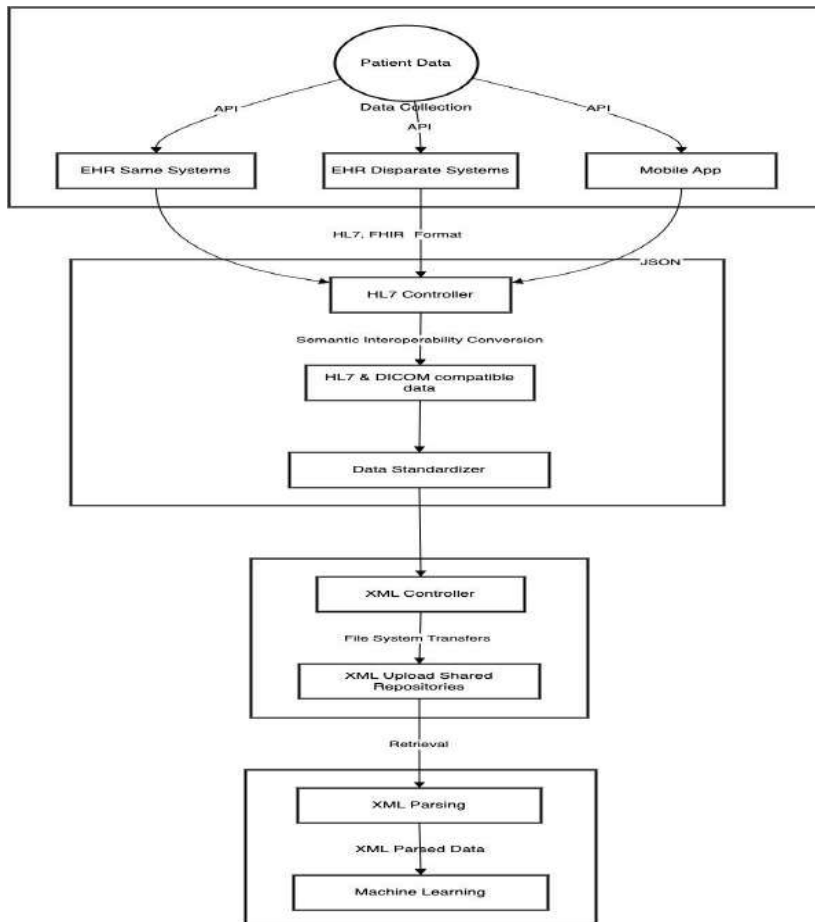 Patient Data
API
Data Collection
API
API
EHR Same Systems
EHR Disparate Systems
Mobile App
HL7, FHIR Format
JSON
HL7 Controller
Semantic Interoperability Conversion
HL7 & DICOM compatible
data
Data Standardizer
XML Controller
File System Transfers
XML Upload Shared
Repositories
Retrieval
XML Parsing
XML Parsed Data
Machine Learning